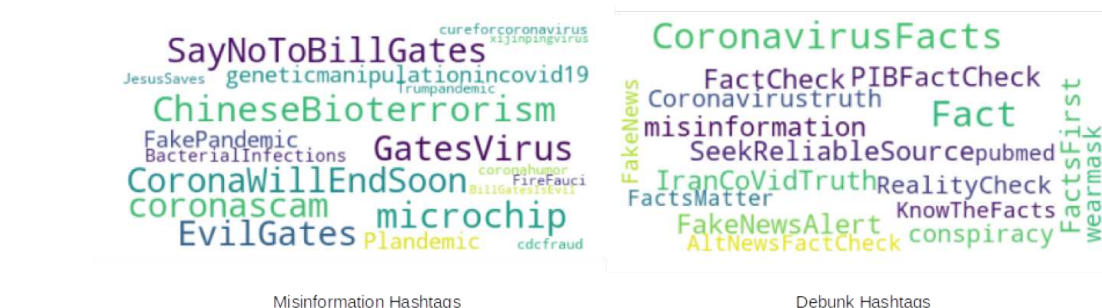 cureforcoronavirus
SayNoToBillGates
xijinpingvirus
JesusSaves
geneticmanipulationincovid19
Trumpandemic
ChineseBioterrorism
FakePandemic
BacterialInfections
GatesVirus
coronahumor
FireFauci
CoronaWillEndSoon
BillGatesIsEvil
coronascam
microchip
EvilGates
Plandemic
cdcfraud
Misinformation Hashtags
CoronavirusFacts
FactCheck
PIBFactCheck
FakeNews
Coronavirustruth
Fact
misinformation
SeekReliableSource
pubmed
FactsFirst
wearmask
IranCoVidTruth
RealityCheck
FactsMatter
KnowTheFacts
FakeNewsAlert
AltNewsFactCheck
conspiracy
Debunk Hashtags